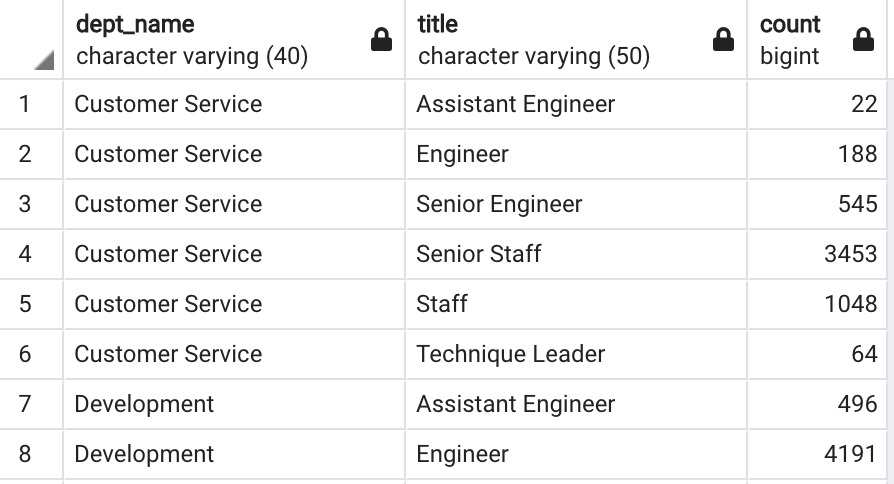 dept_name title count
character varying (40) character varying (50) bigint
1 Customer Service Assistant Engineer 22
2 Customer Service Engineer 188
3 Customer Service Senior Engineer 545
4 Customer Service Senior Staff 3453
5 Customer Service Staff 1048
6 Customer Service Technique Leader 64
7 Development Assistant Engineer 496
8 Development Engineer 4191